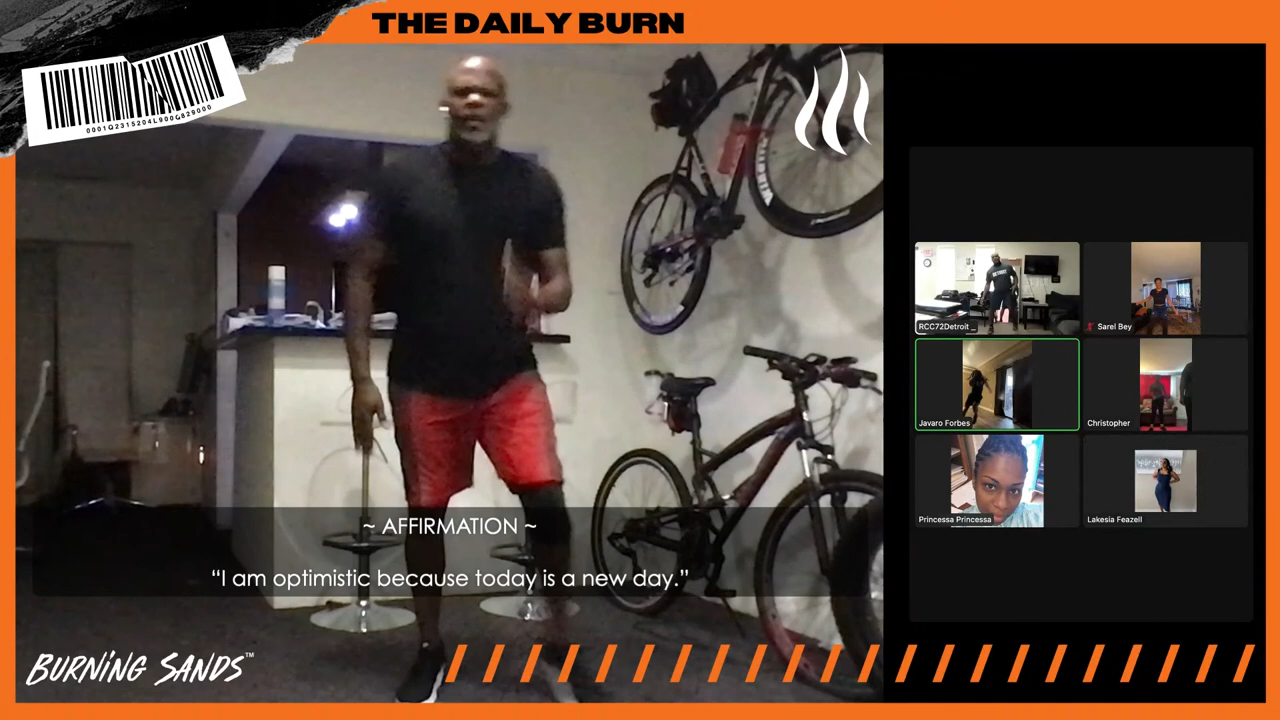 THE DAILY BURN
0001Q2315204L900G829000
RCC72Detroit _
Sarel Bey
Javaro Forbes
Christopher
Princessa Princessa
Lakesia Feazell
~ AFFIRMATION ~
“I am optimistic because today is a new day.”
BURNING SANDS™